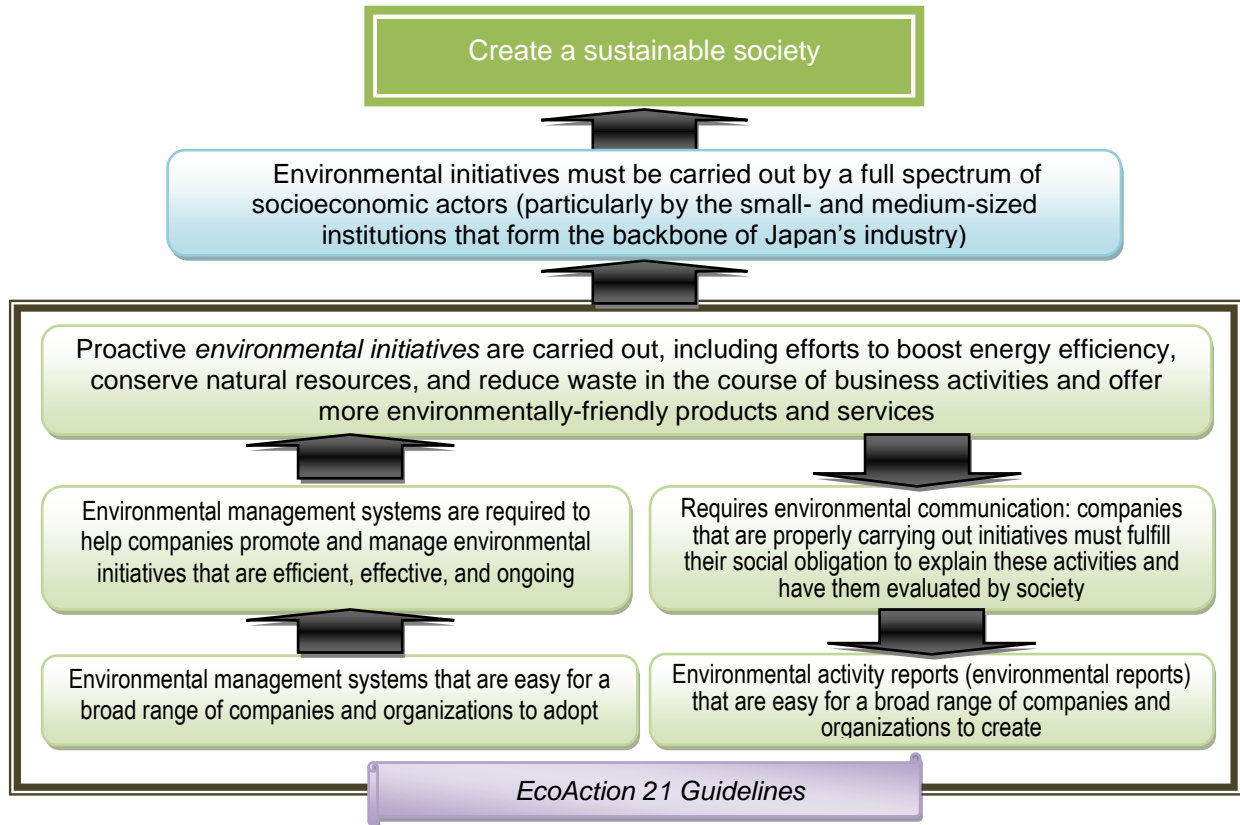 Create a sustainable society
Environmental initiatives must be carried out by a full spectrum of
socioeconomic actors (particularly by the small- and medium-sized
institutions that form the backbone of Japan’s industry)
Proactive environmental initiatives are carried out, including efforts to boost energy efficiency,
conserve natural resources, and reduce waste in the course of business activities and offer
more environmentally-friendly products and services
Environmental management systems are required to
help companies promote and manage environmental
initiatives that are efficient, effective, and ongoing
Requires environmental communication: companies
that are properly carrying out initiatives must fulfill
their social obligation to explain these activities and
have them evaluated by society
Environmental management systems that are easy for a
broad range of companies and organizations to adopt
Environmental activity reports (environmental reports)
that are easy for a broad range of companies and
organizations to create
EcoAction 21 Guidelines